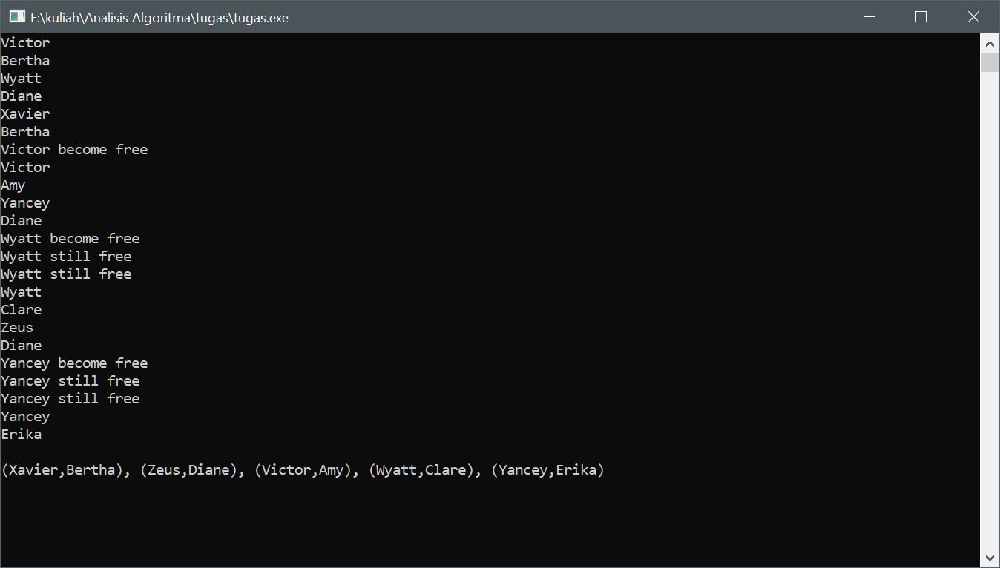 F:\kuliah\Analisis Algoritma\tugas\tugas.exe
Victor
Bertha
Wyatt
Diane
Xavier
Bertha
Victor become free
Victor
Amy
Yancey
Diane
Wyatt become free
Wyatt still free
Wyatt still free
Wyatt
Clare
Zeus
Diane
Yancey become free
Yancey still free
Yancey still free
Yancey
Erika
(Xavier,Bertha), (Zeus,Diane), (Victor,Amy), (Wyatt,Clare), (Yancey,Erika)